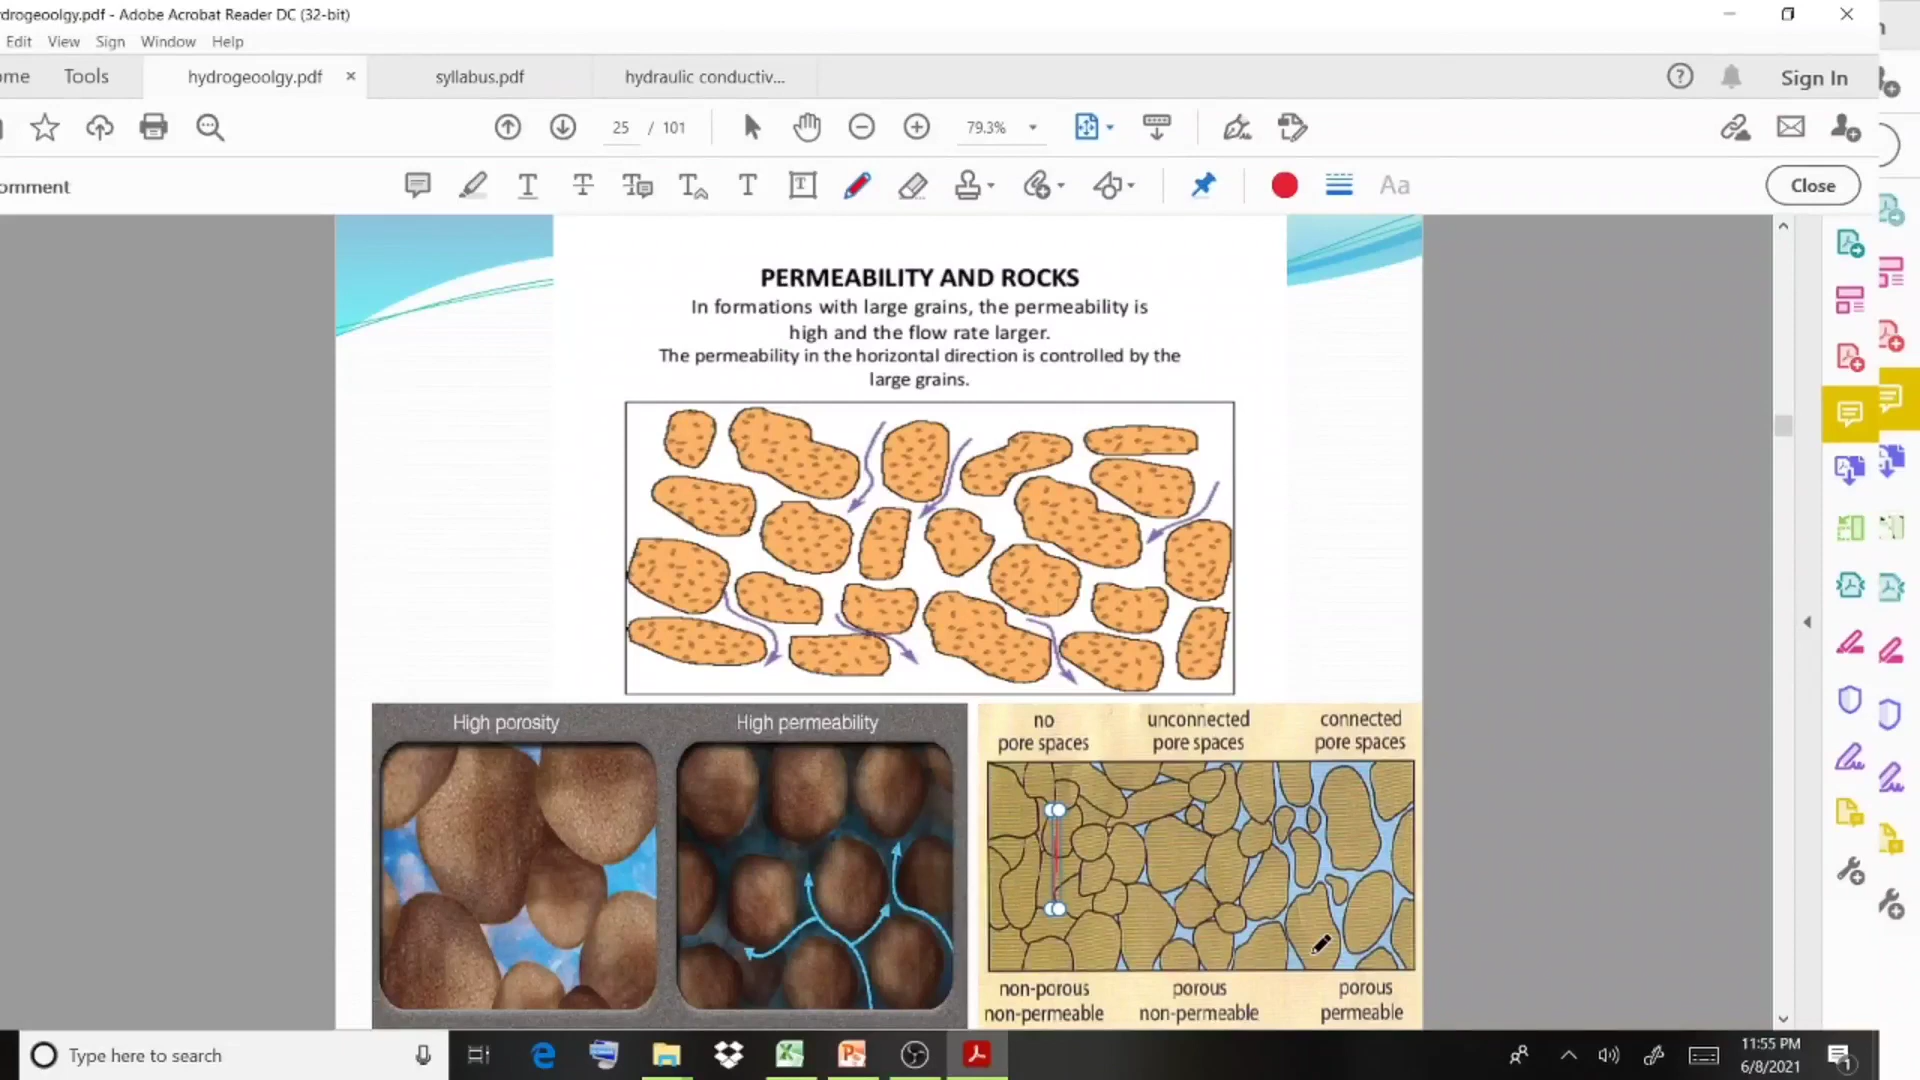 drogeoolgy.pdf - Adobe Acrobat Reader DC (32-bit)
Edit View Sign Window Help
ome Tools hydrogeoolgy.pdf × syllabus.pdf hydraulic conductiv... Sign In
25 / 101 79.3%
omment Aa Close
PERMEABILITY AND ROCKS
In formations with large grains, the permeability is
high and the flow rate larger.
The permeability in the horizontal direction is controlled by the
large grains.
High porosity High permeability
no unconnected connected
pore spaces pore spaces pore spaces
non-porous porous porous
non-permeable non-permeable permeable
Type here to search
11:55 PM
6/8/2021
1